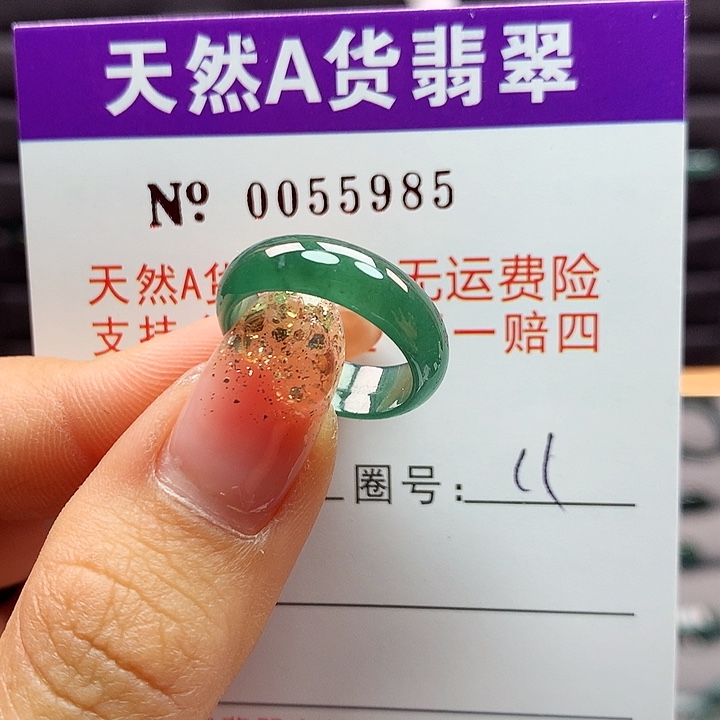 天然A货翡翠
Nº 0055985
天然A货 无运费险
支持 一赔四
圈号: 11